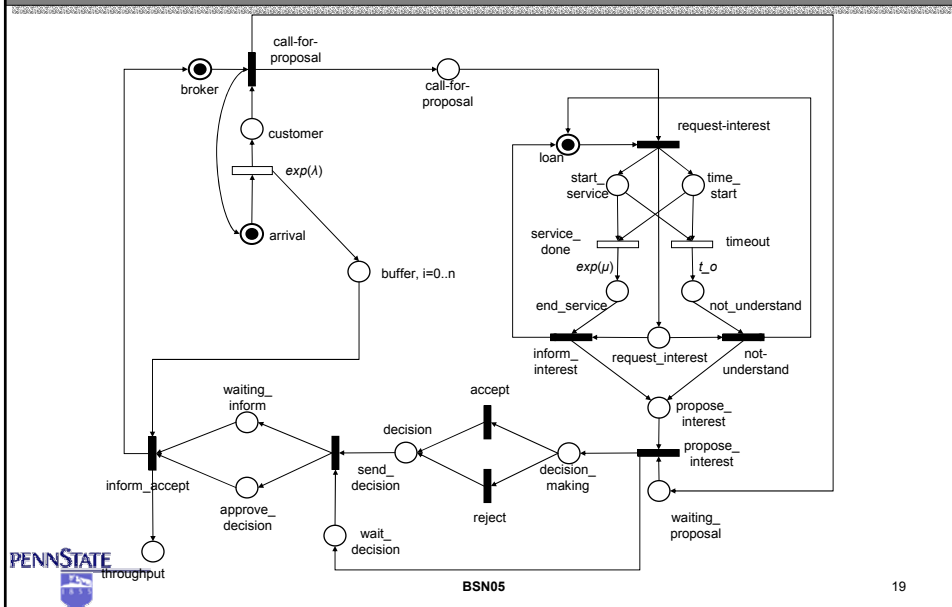 call-for-
proposal
broker
call-for-
proposal
customer
request-interest
loan
exp(λ)
start_
service
time_
start
arrival
service_
done
timeout
buffer, i=0..n
exp(μ)
t_o
end_service
not_understand
inform_
interest
request_interest
not-
understand
waiting_
inform
accept
propose_
interest
decision
propose_
interest
inform_accept
send_
decision
decision_
making
approve_
decision
reject
wait_
decision
waiting_
proposal
throughput
PENNSTATE
1855
BSN05
19